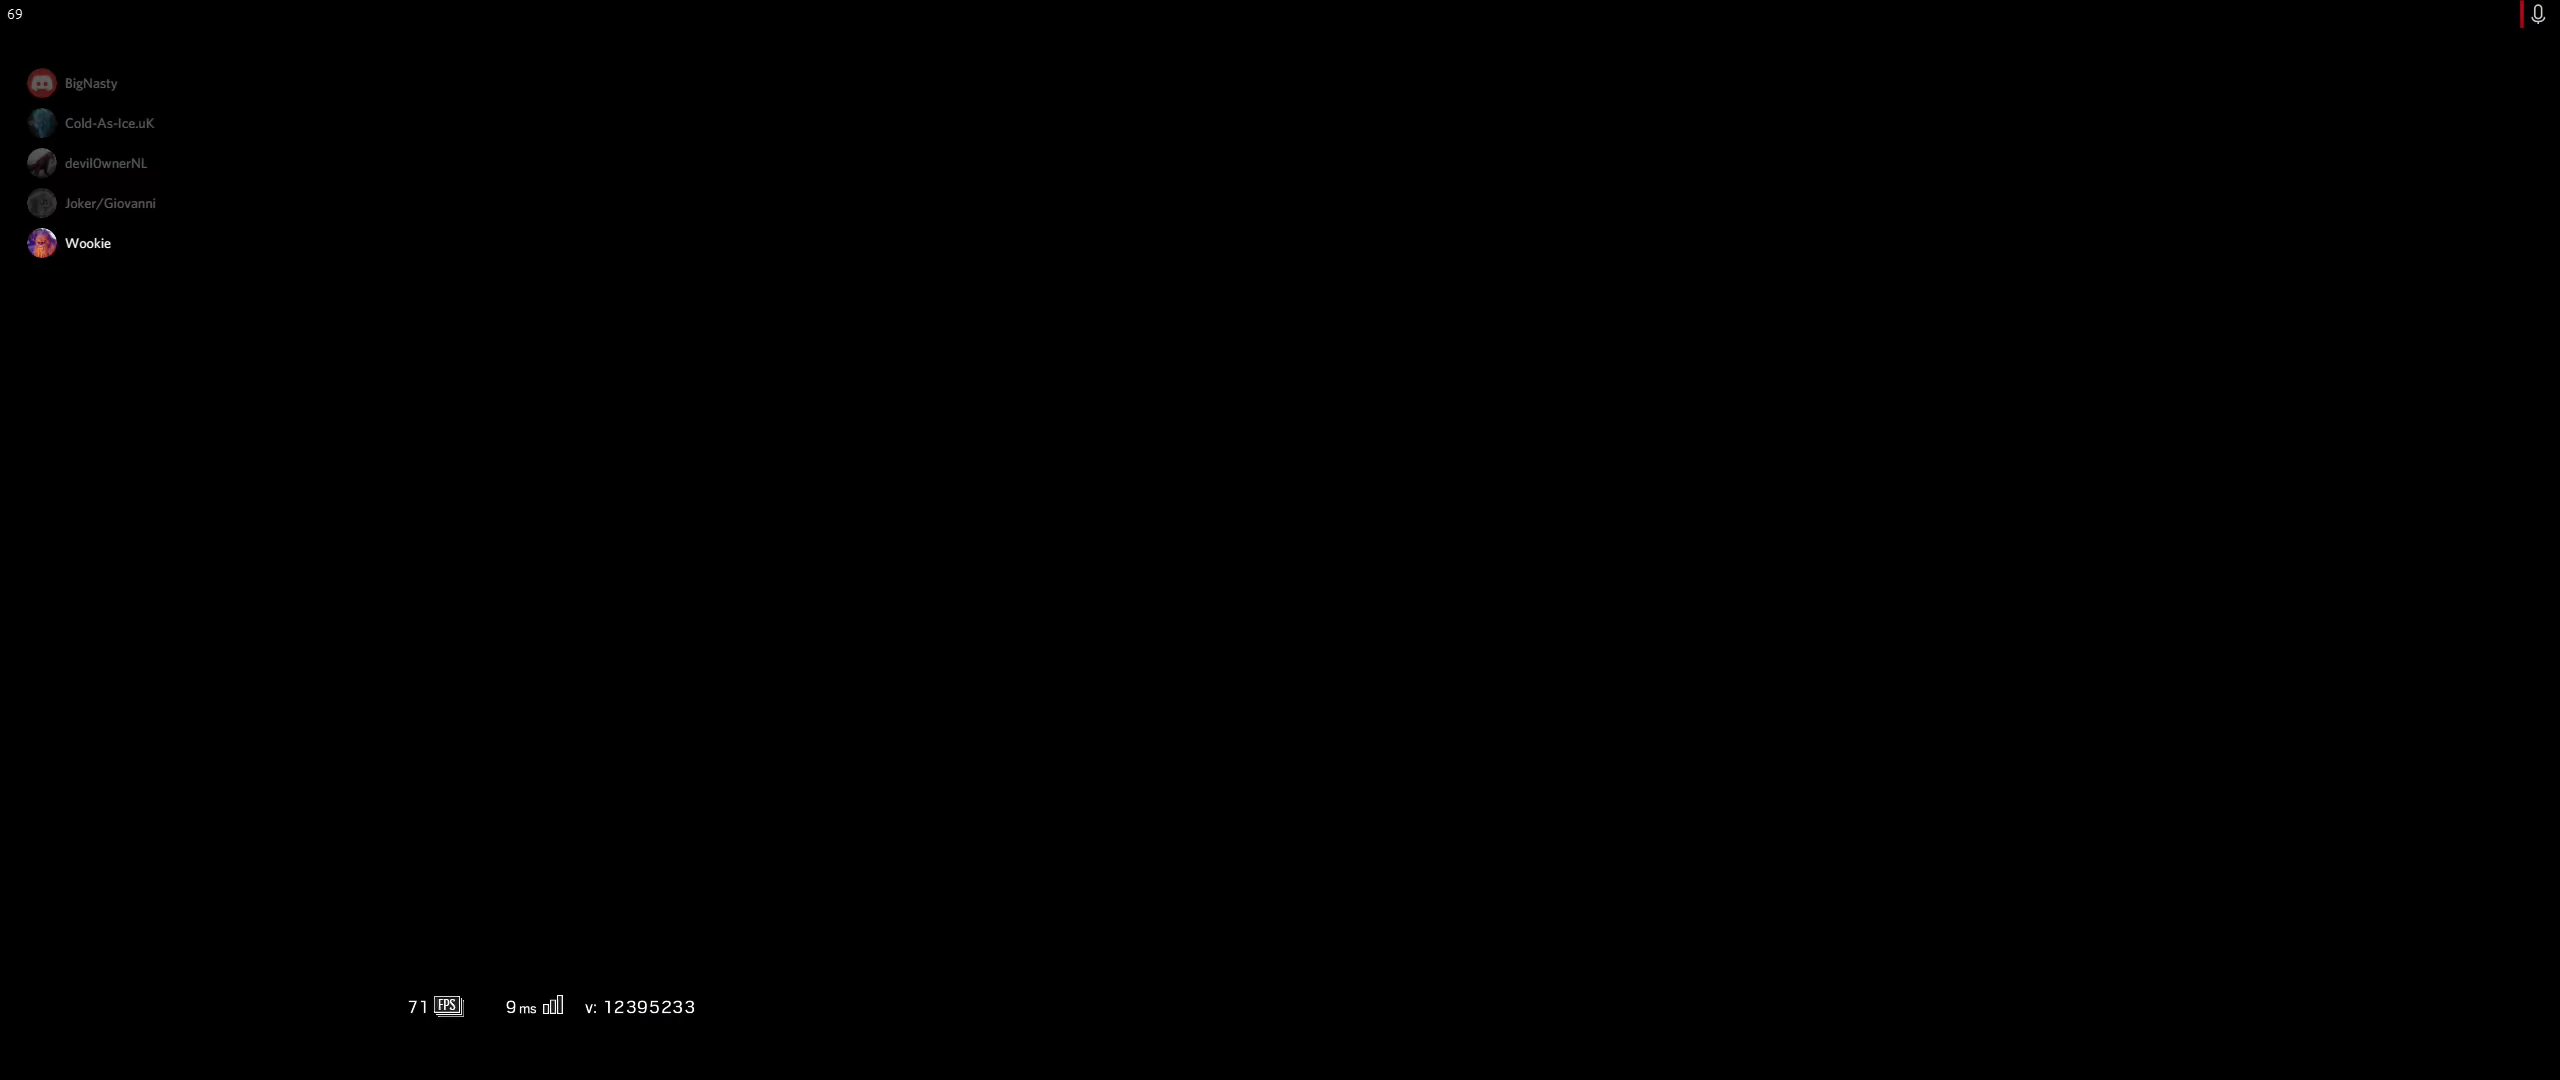 69
BigNasty
Cold-As-Ice.uK
devil0wnerNL
Joker/Giovanni
Wookie
71 FPS 9 ms v: 12395233